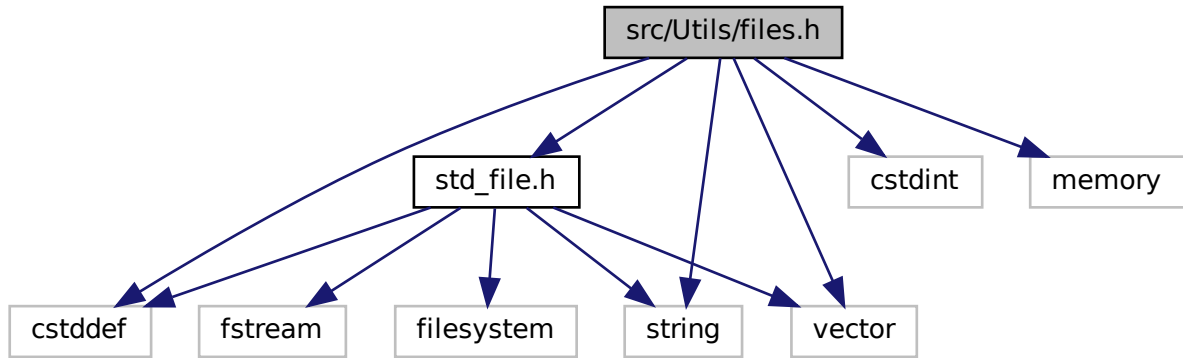 src/Utils/files.h
std_file.h
cstdint
memory
cstddef
fstream
filesystem
string
vector